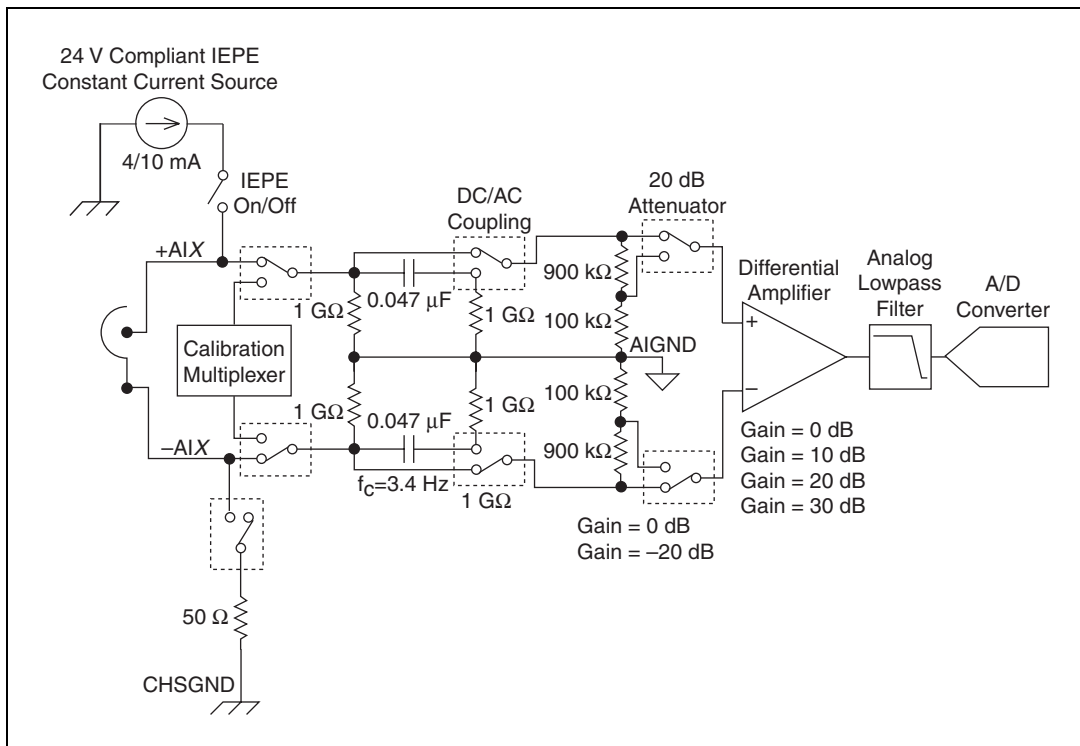 24 V Compliant IEPE
Constant Current Source
4/10 mA
IEPE
On/Off
+AIX
DC/AC
Coupling
20 dB
Attenuator
900 kΩ
Differential
Amplifier
Analog
Lowpass
Filter
A/D
Converter
0.047 µF
1 GΩ
1 GΩ
100 kΩ
+
AIGND
Calibration
Multiplexer
1 GΩ
0.047 µF
1 GΩ
100 kΩ
–
–AIX
900 kΩ
fc=3.4 Hz
1 GΩ
Gain = 0 dB
Gain = –20 dB
Gain = 0 dB
Gain = 10 dB
Gain = 20 dB
Gain = 30 dB
50 Ω
CHSGND